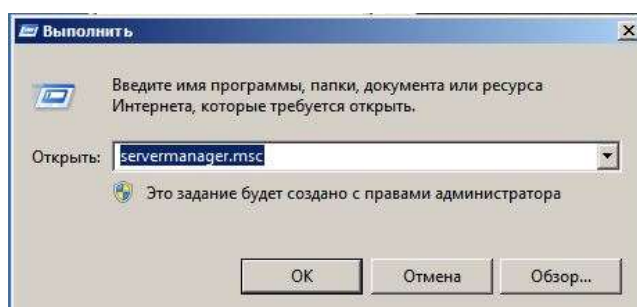 Выполнить
Введите имя программы, папки, документа или ресурса
Интернета, которые требуется открыть.
Открыть: servermanager.msc
Это задание будет создано с правами администратора
ОК Отмена Обзор...